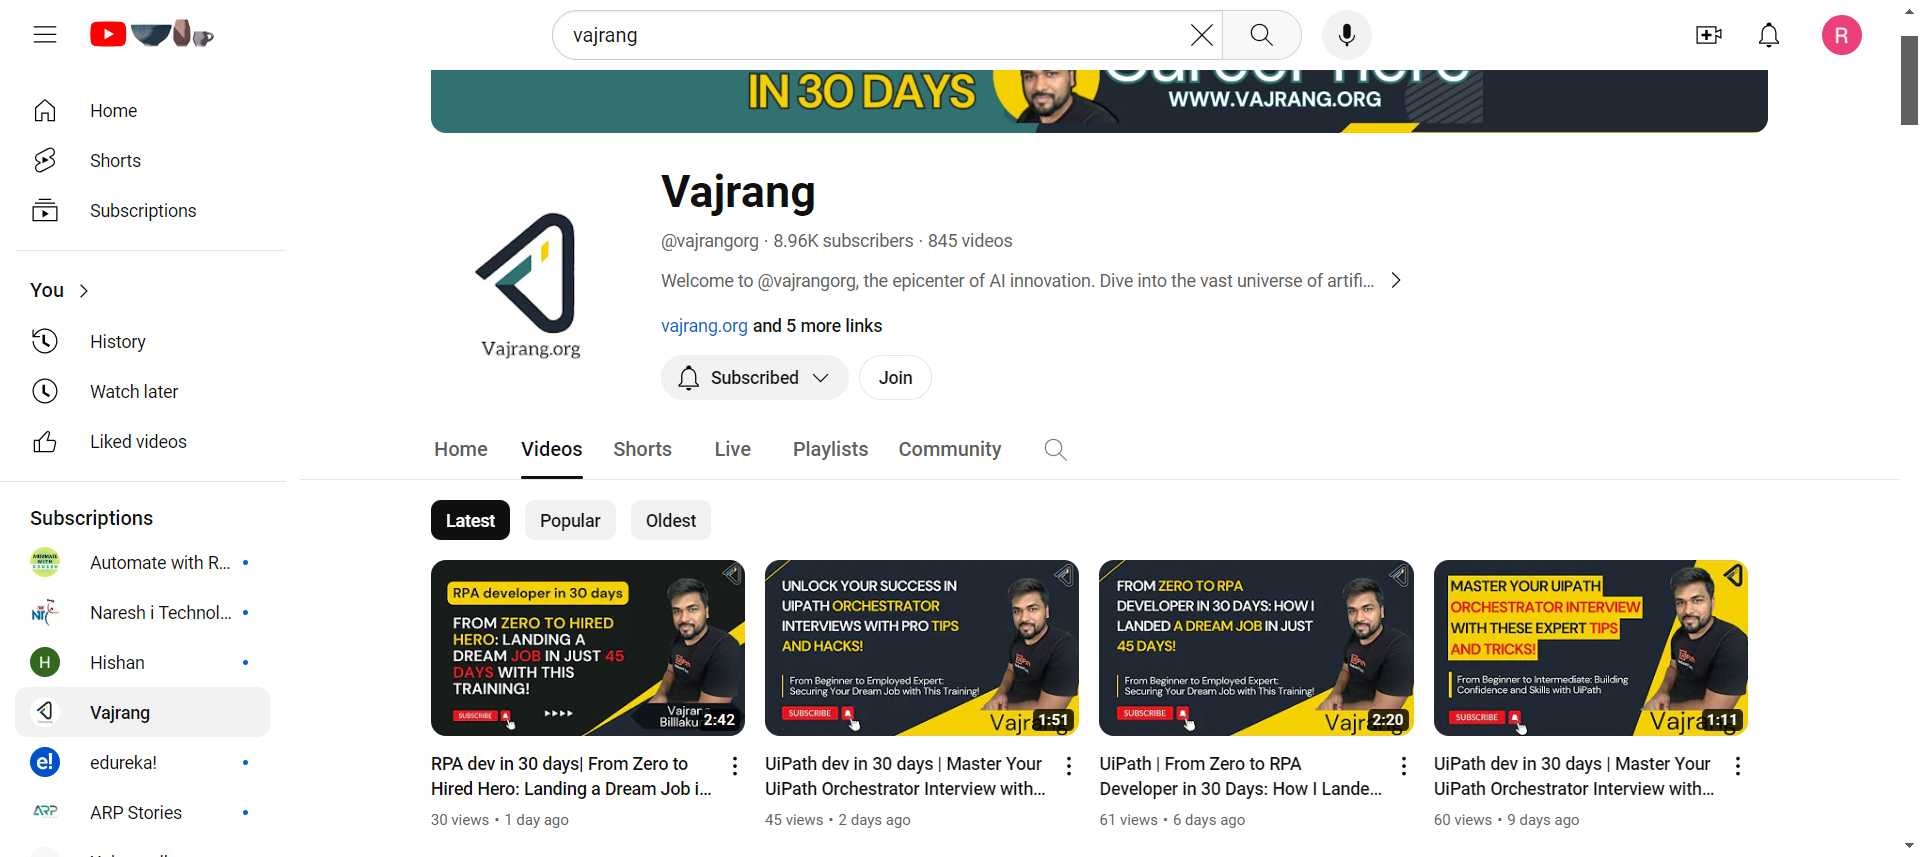 vajrang
R
Home
Shorts
Subscriptions
You
History
Watch later
Liked videos
Subscriptions
Automate with R...
Naresh i Technol...
H
Hishan
Vajrang
e!
edureka!
ARP
ARP Stories
IN 30 DAYS
Career Hero
WWW.VAJRANG.ORG
Vajrang.org
Vajrang
@vajrangorg · 8.96K subscribers · 845 videos
Welcome to @vajrangorg, the epicenter of AI innovation. Dive into the vast universe of artifi...
vajrang.org and 5 more links
Subscribed
Join
Home Videos Shorts Live Playlists Community
Latest Popular Oldest
RPA developer in 30 days
FROM ZERO TO HIRED
HERO: LANDING A
DREAM JOB IN JUST 45
DAYS WITH THIS
TRAINING!
SUBSCRIBE
2:42
RPA dev in 30 days| From Zero to
Hired Hero: Landing a Dream Job i...
30 views • 1 day ago
UNLOCK YOUR SUCCESS IN
UIPATH ORCHESTRATOR
INTERVIEWS WITH PRO TIPS
AND HACKS!
From Beginner to Employed Expert:
Securing Your Dream Job with This Training!
SUBSCRIBE
1:51
UiPath dev in 30 days | Master Your
UiPath Orchestrator Interview with...
45 views • 2 days ago
FROM ZERO TO RPA
DEVELOPER IN 30 DAYS: HOW I
LANDED A DREAM JOB IN JUST
45 DAYS!
From Beginner to Employed Expert:
Securing Your Dream Job with This Training!
SUBSCRIBE
2:20
UiPath | From Zero to RPA
Developer in 30 Days: How I Lande...
61 views • 6 days ago
MASTER YOUR UIPATH
ORCHESTRATOR INTERVIEW
WITH THESE EXPERT TIPS
AND TRICKS!
From Beginner to Intermediate: Building
Confidence and Skills with UiPath
SUBSCRIBE
1:11
UiPath dev in 30 days | Master Your
UiPath Orchestrator Interview with...
60 views • 9 days ago